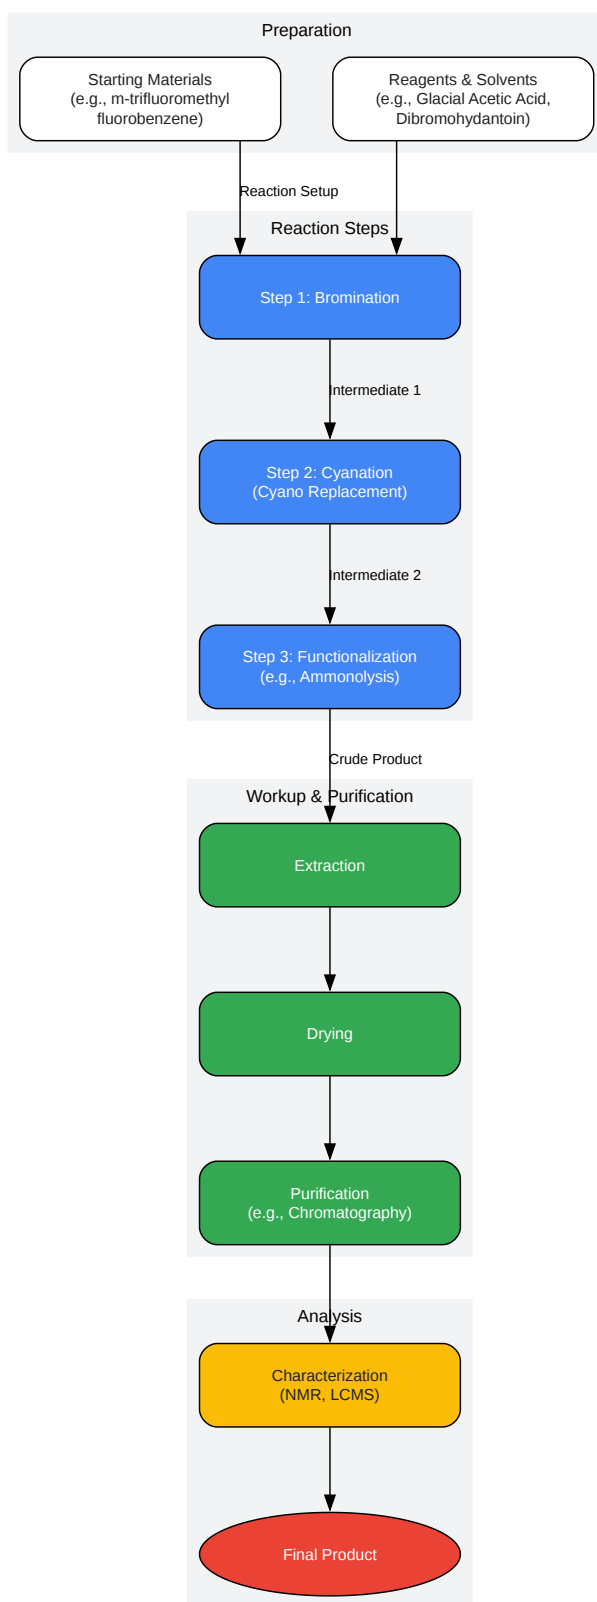 Preparation
Starting Materials
(e.g., m-trifluoromethyl
fluorobenzene)
Reagents & Solvents
(e.g., Glacial Acetic Acid,
Dibromohydantoin)
Reaction Setup
Reaction Steps
Step 1: Bromination
Intermediate 1
Step 2: Cyanation
(Cyano Replacement)
Intermediate 2
Step 3: Functionalization
(e.g., Ammonolysis)
Crude Product
Workup & Purification
Extraction
Drying
Purification
(e.g., Chromatography)
Analysis
Characterization
(NMR, LCMS)
Final Product